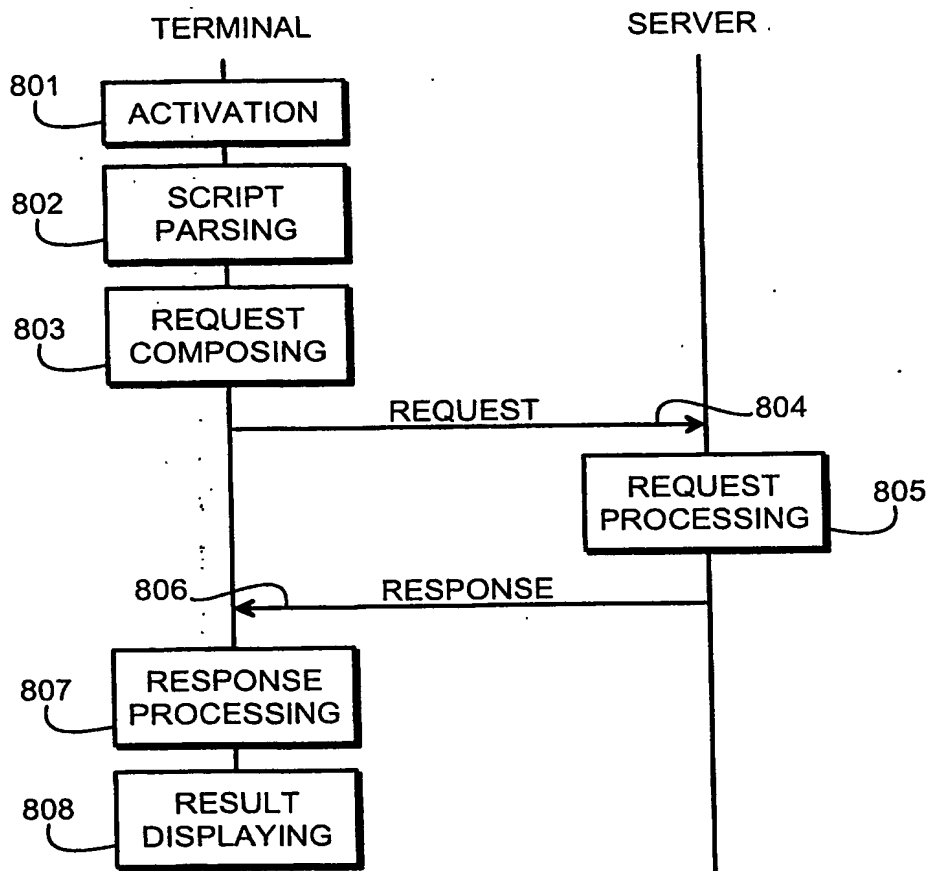 TERMINAL
SERVER
801
ACTIVATION
802
SCRIPT
PARSING
803
REQUEST
COMPOSING
REQUEST
804
REQUEST
PROCESSING
805
806
RESPONSE
807
RESPONSE
PROCESSING
808
RESULT
DISPLAYING